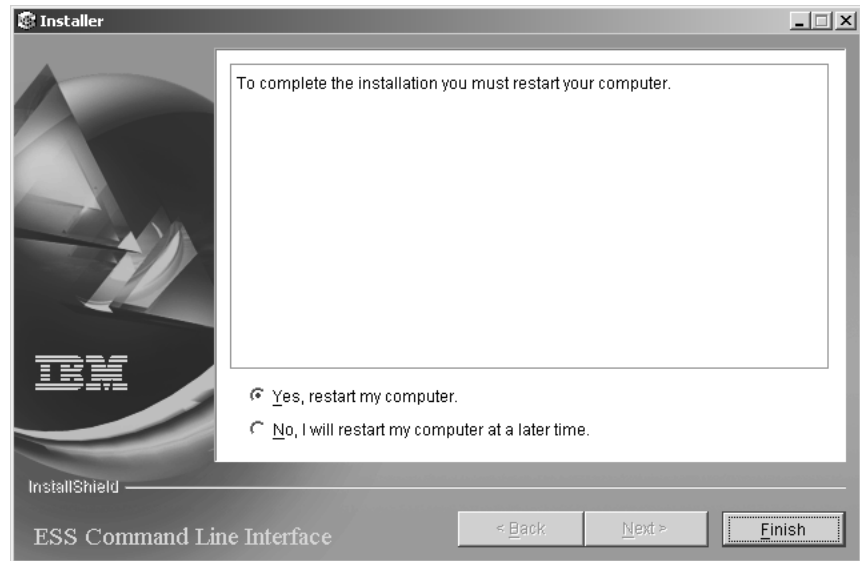 Installer
To complete the installation you must restart your computer.
IBM
Yes, restart my computer.
No, I will restart my computer at a later time.
InstallShield
ESS Command Line Interface
< Back
Next >
Finish